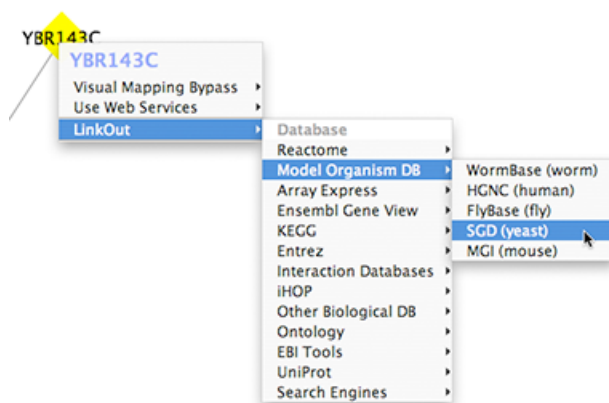 YBR143C
YBR143C
Visual Mapping Bypass
Use Web Services
LinkOut
Database
Reactome
Model Organism DB
Array Express
Ensembl Gene View
KEGG
Entrez
Interaction Databases
iHOP
Other Biological DB
Ontology
EBI Tools
UniProt
Search Engines
WormBase (worm)
HGNC (human)
FlyBase (fly)
SGD (yeast)
MGI (mouse)